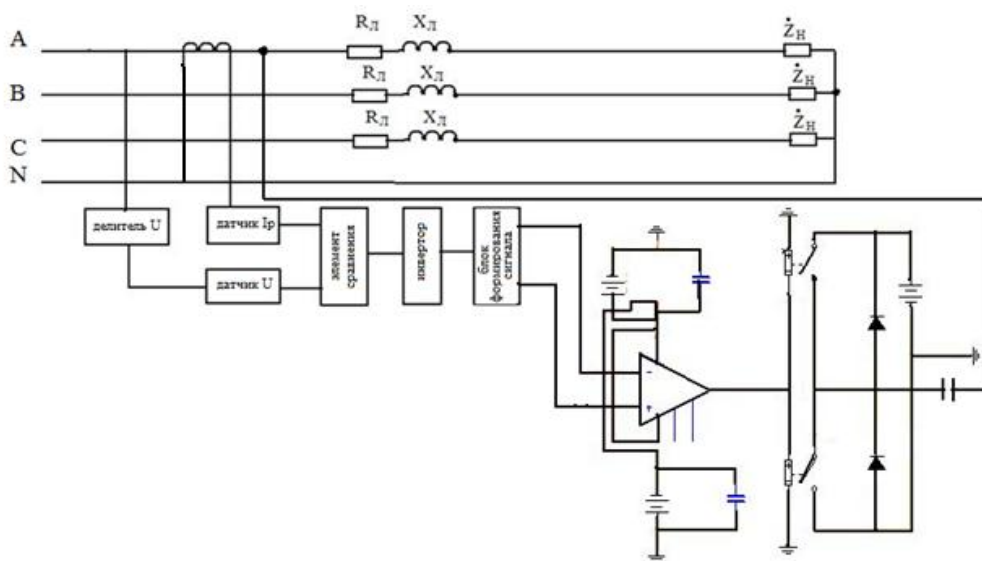 A
B
C
N
RЛ
XЛ
ŻН
RЛ
XЛ
ŻН
RЛ
XЛ
ŻН
делитель U
датчик Iр
датчик U
элемент
сравнения
инвертор
блок
формирования
сигнала
-
+